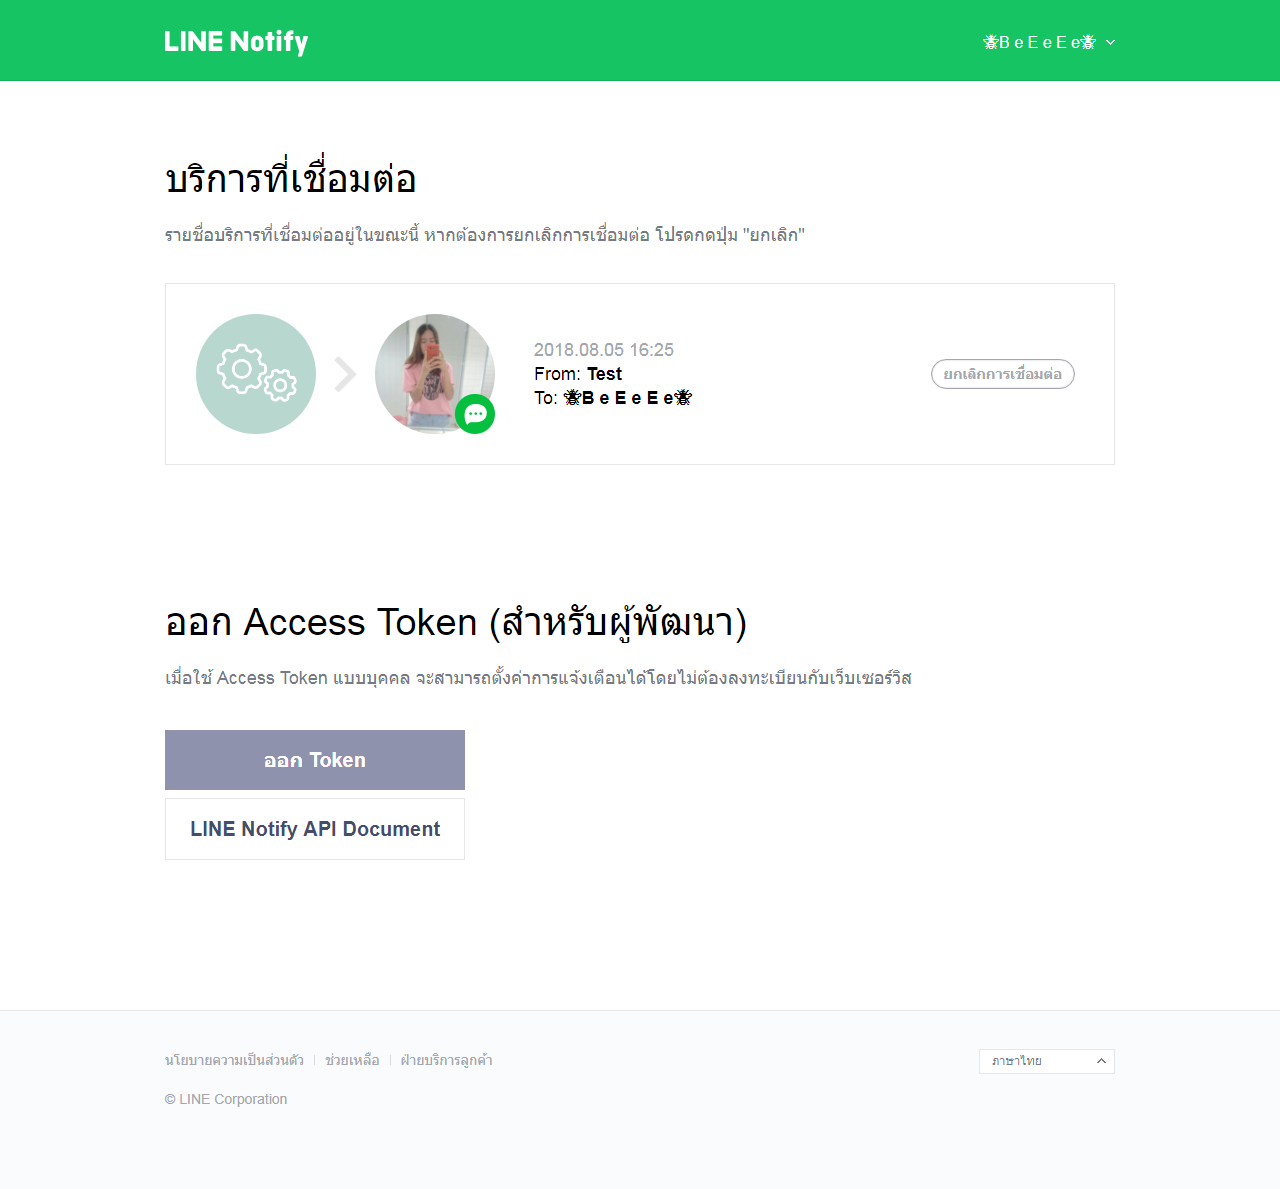 LINE Notify
🐝B e E e E e🐝
บริการที่เชื่อมต่อ
รายชื่อบริการที่เชื่อมต่ออยู่ในขณะนี้ หากต้องการยกเลิกการเชื่อมต่อ โปรดกดปุ่ม "ยกเลิก"
2018.08.05 16:25
From: Test
To: 🐝B e E e E e🐝
ยกเลิกการเชื่อมต่อ
ออก Access Token (สำหรับผู้พัฒนา)
เมื่อใช้ Access Token แบบบุคคล จะสามารถตั้งค่าการแจ้งเตือนได้โดยไม่ต้องลงทะเบียนกับเว็บเซอร์วิส
ออก Token
LINE Notify API Document
นโยบายความเป็นส่วนตัว | ช่วยเหลือ | ฝ่ายบริการลูกค้า
ภาษาไทย
© LINE Corporation